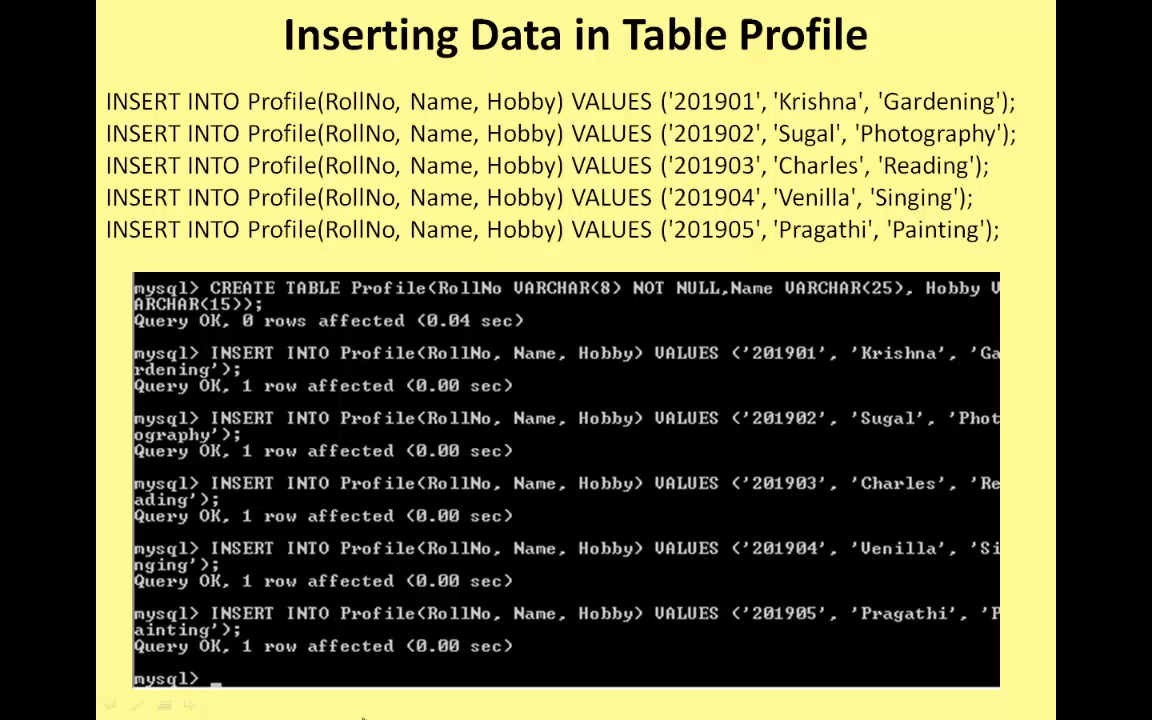 Inserting Data in Table Profile
INSERT INTO Profile(RollNo, Name, Hobby) VALUES ('201901', 'Krishna', 'Gardening');
INSERT INTO Profile(RollNo, Name, Hobby) VALUES ('201902', 'Sugal', 'Photography');
INSERT INTO Profile(RollNo, Name, Hobby) VALUES ('201903', 'Charles', 'Reading');
INSERT INTO Profile(RollNo, Name, Hobby) VALUES ('201904', 'Venilla', 'Singing');
INSERT INTO Profile(RollNo, Name, Hobby) VALUES ('201905', 'Pragathi', 'Painting');
mysql> CREATE TABLE Profile(RollNo VARCHAR(8) NOT NULL,Name VARCHAR(25), Hobby V
ARCHAR(15));
Query OK, 0 rows affected (0.04 sec)
mysql> INSERT INTO Profile(RollNo, Name, Hobby) VALUES ('201901', 'Krishna', 'Ga
rdening');
Query OK, 1 row affected (0.00 sec)
mysql> INSERT INTO Profile(RollNo, Name, Hobby) VALUES ('201902', 'Sugal', 'Phot
ography');
Query OK, 1 row affected (0.00 sec)
mysql> INSERT INTO Profile(RollNo, Name, Hobby) VALUES ('201903', 'Charles', 'Re
ading');
Query OK, 1 row affected (0.00 sec)
mysql> INSERT INTO Profile(RollNo, Name, Hobby) VALUES ('201904', 'Venilla', 'Si
nging');
Query OK, 1 row affected (0.00 sec)
mysql> INSERT INTO Profile(RollNo, Name, Hobby) VALUES ('201905', 'Pragathi', 'P
ainting');
Query OK, 1 row affected (0.00 sec)
mysql> _